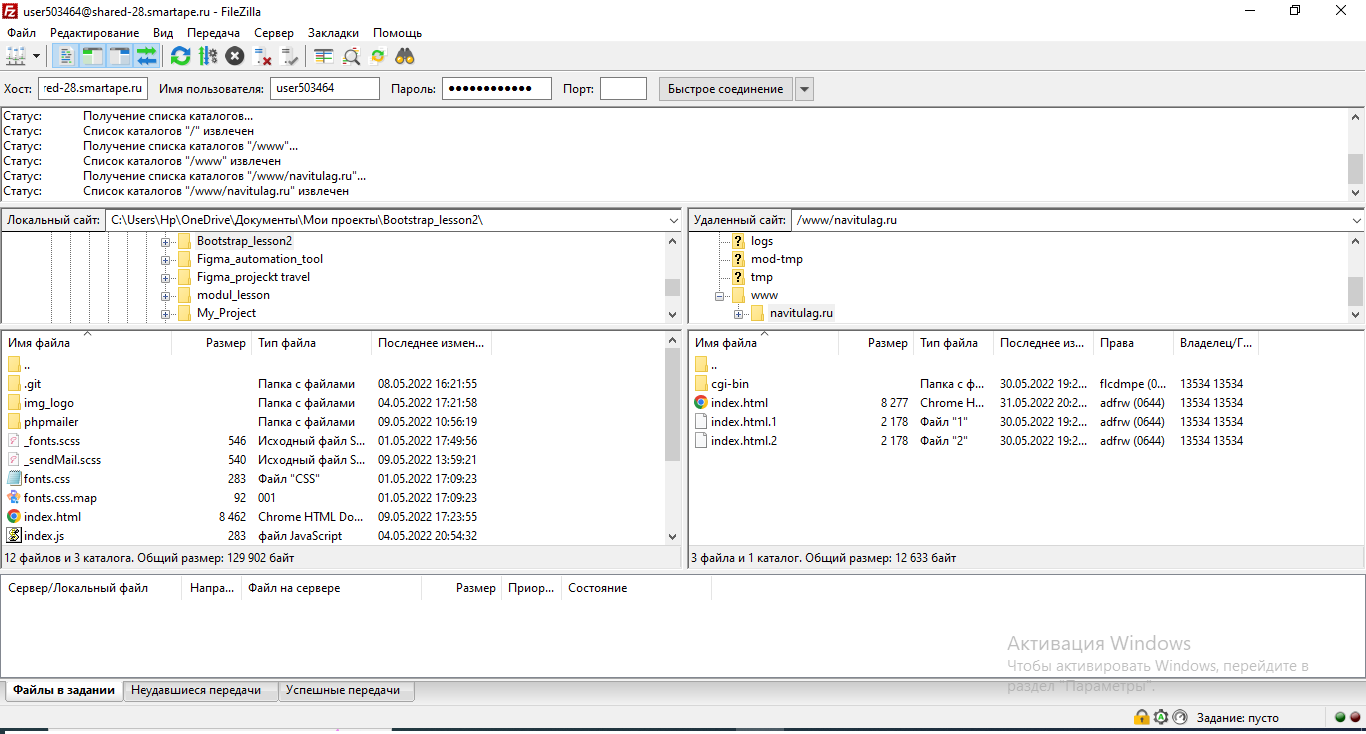 user503464@shared-28.smartape.ru - FileZilla
Файл Редактирование Вид Передача Сервер Закладки Помощь
Хост: red-28.smartape.ru Имя пользователя: user503464 Пароль: ●●●●●●●●●●●● Порт: Быстрое соединение
Статус: Получение списка каталогов...
Статус: Список каталогов "/" извлечен
Статус: Получение списка каталогов "/www"...
Статус: Список каталогов "/www" извлечен
Статус: Получение списка каталогов "/www/navitulag.ru"...
Статус: Список каталогов "/www/navitulag.ru" извлечен
Локальный сайт: C:\Users\Hp\OneDrive\Документы\Мои проекты\Bootstrap_lesson2\
Bootstrap_lesson2
Figma_automation_tool
Figma_projeckt travel
modul_lesson
My_Project
Имя файла Размер Тип файла Последнее измен...
..
.git Папка с файлами 08.05.2022 16:21:55
img_logo Папка с файлами 04.05.2022 17:21:58
phpmailer Папка с файлами 09.05.2022 10:56:19
_fonts.scss 546 Исходный файл S... 01.05.2022 17:49:56
_sendMail.scss 540 Исходный файл S... 09.05.2022 13:59:21
fonts.css 283 Файл "CSS" 01.05.2022 17:09:23
fonts.css.map 92 001 01.05.2022 17:09:23
index.html 8 462 Chrome HTML Do... 09.05.2022 17:23:55
index.js 283 файл JavaScript 04.05.2022 20:54:32
12 файлов и 3 каталога. Общий размер: 129 902 байт
Удаленный сайт: /www/navitulag.ru
logs
mod-tmp
tmp
www
navitulag.ru
Имя файла Размер Тип файла Последнее из... Права Владелец/Г...
..
cgi-bin Папка с ф... 30.05.2022 19:2... flcdmpe (0... 13534 13534
index.html 8 277 Chrome H... 31.05.2022 20:2... adfrw (0644) 13534 13534
index.html.1 2 178 Файл "1" 30.05.2022 19:2... adfrw (0644) 13534 13534
index.html.2 2 178 Файл "2" 30.05.2022 19:2... adfrw (0644) 13534 13534
3 файла и 1 каталог. Общий размер: 12 633 байт
Сервер/Локальный файл Напра... Файл на сервере Размер Приор... Состояние
Активация Windows
Чтобы активировать Windows, перейдите в
раздел "Параметры".
Файлы в задании Неудавшиеся передачи Успешные передачи
Задание: пусто